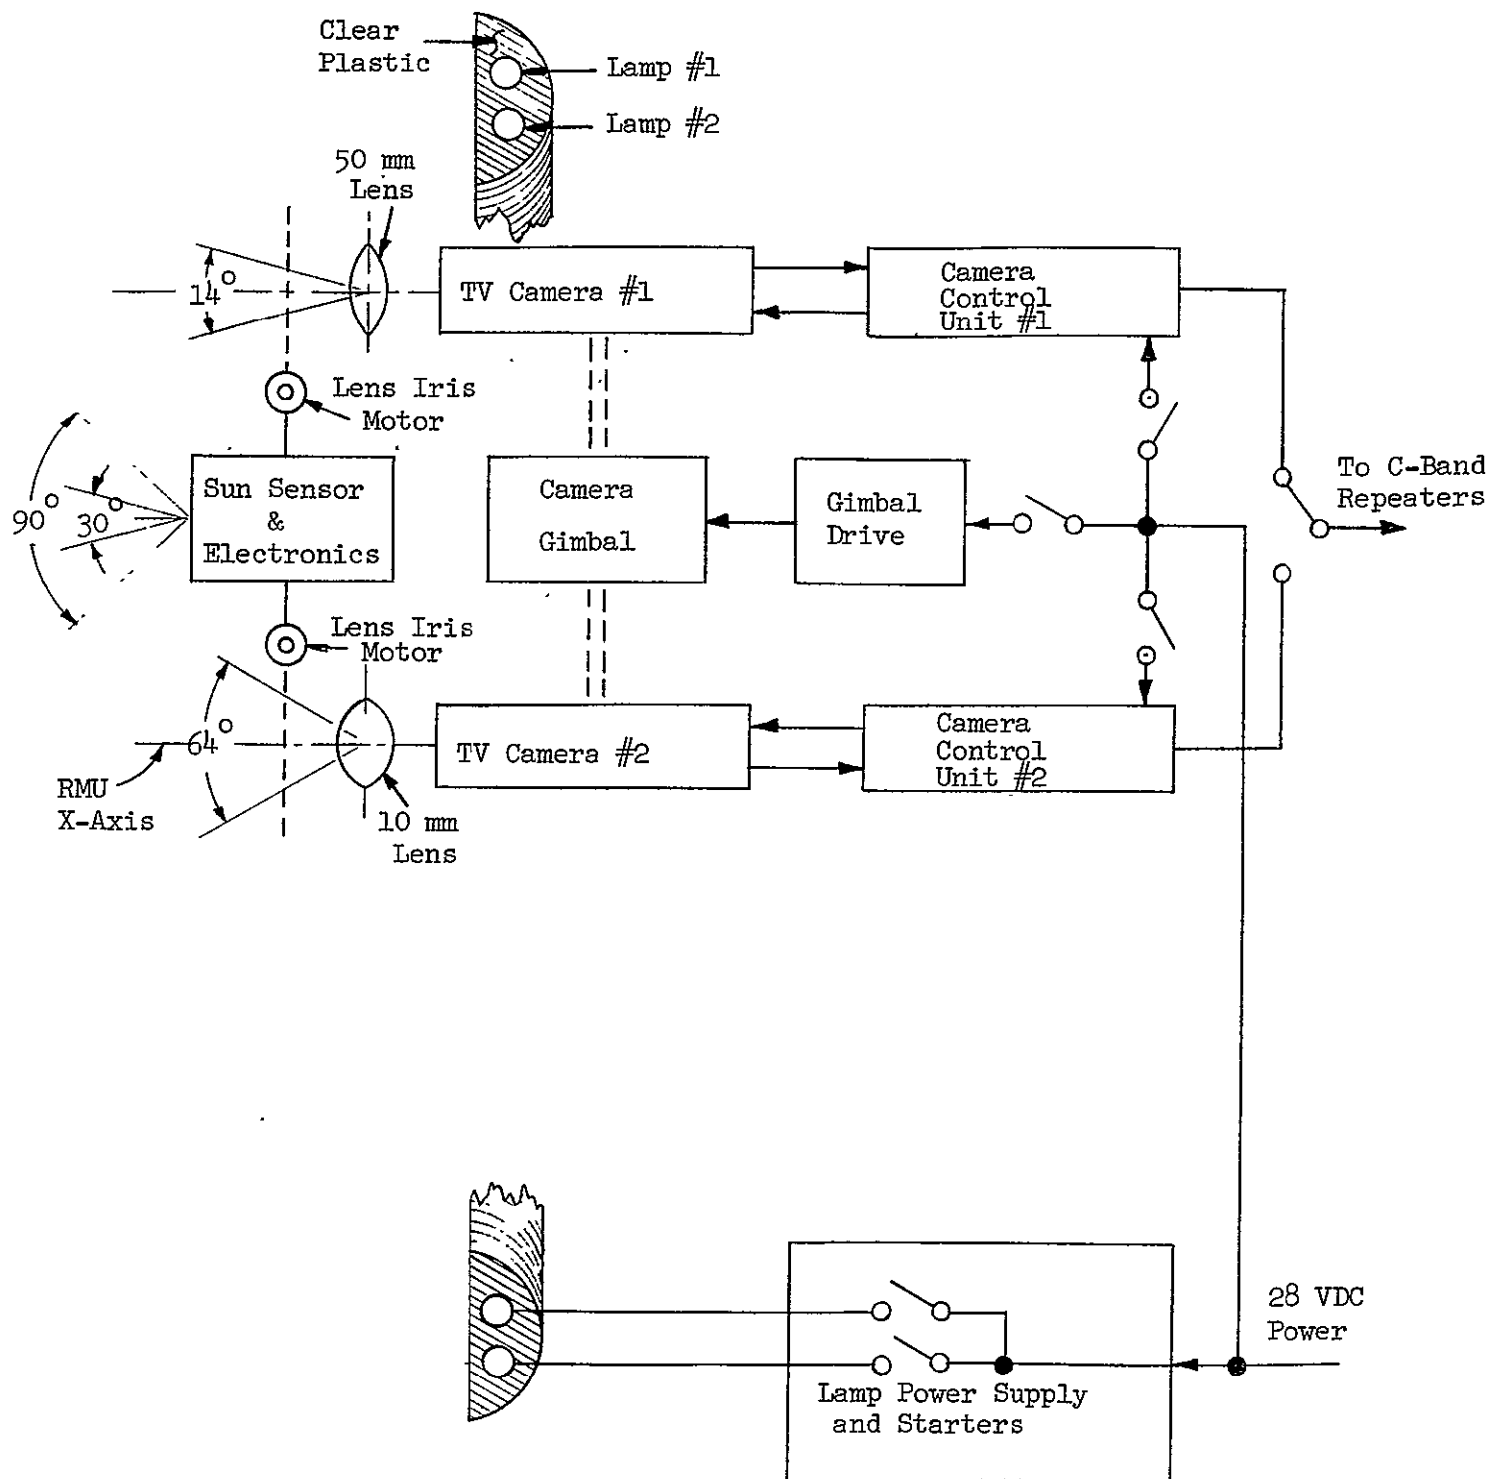 Clear
Plastic
Lamp #1
Lamp #2
50 mm
Lens
14°
TV Camera #1
Camera
Control
Unit #1
Lens Iris
Motor
90°
30°
Sun Sensor
&
Electronics
Camera
Gimbal
Gimbal
Drive
To C-Band
Repeaters
Lens Iris
Motor
64°
TV Camera #2
Camera
Control
Unit #2
RMU
X-Axis
10 mm
Lens
28 VDC
Power
Lamp Power Supply
and Starters